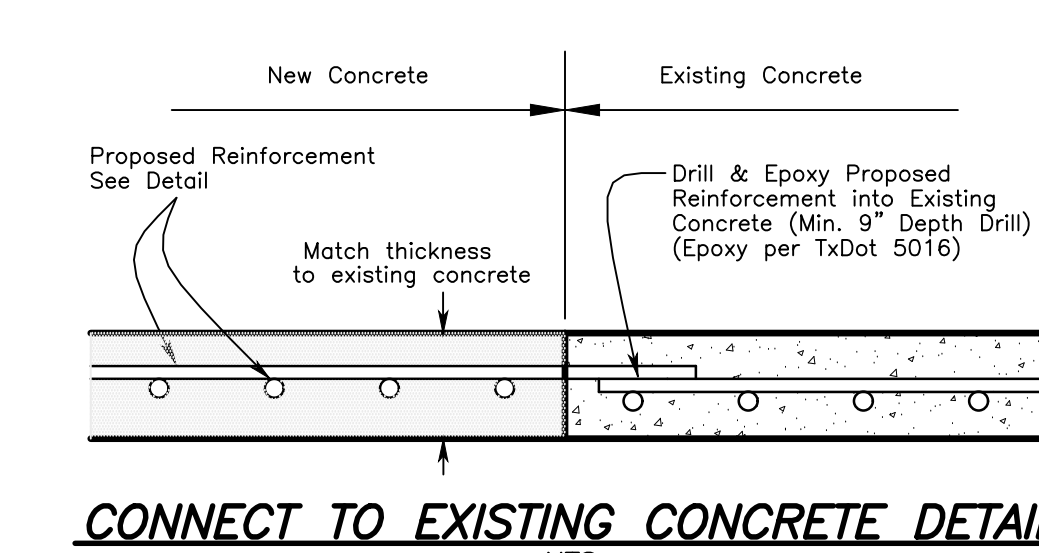 New Concrete
Existing Concrete
Proposed Reinforcement
See Detail
Drill & Epoxy Proposed
Reinforcement into Existing
Concrete (Min. 9" Depth Drill)
(Epoxy per TxDot 5016)
Match thickness
to existing concrete
CONNECT TO EXISTING CONCRETE DETAI